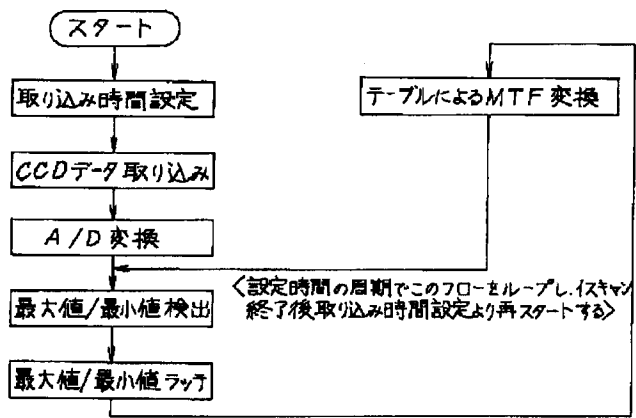 スタート
取り込み時間設定
CCDデータ取り込み
A/D変換
最大値/最小値検出
最大値/最小値ラッチ
テーブルによるMTF変換
<設定時間の周期でこのフローをループし.1スキャン
終了後取り込み時間設定より再スタートする>